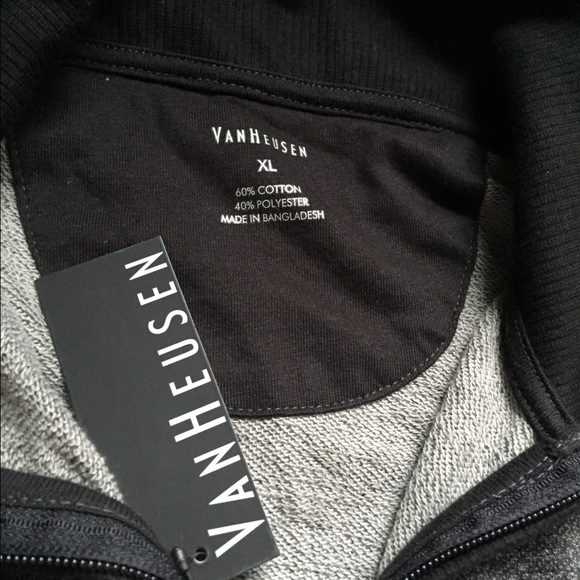 VANHEUSEN
XL
60% COTTON
40% POLYESTER
MADE IN BANGLADESH
VANHEUSEN